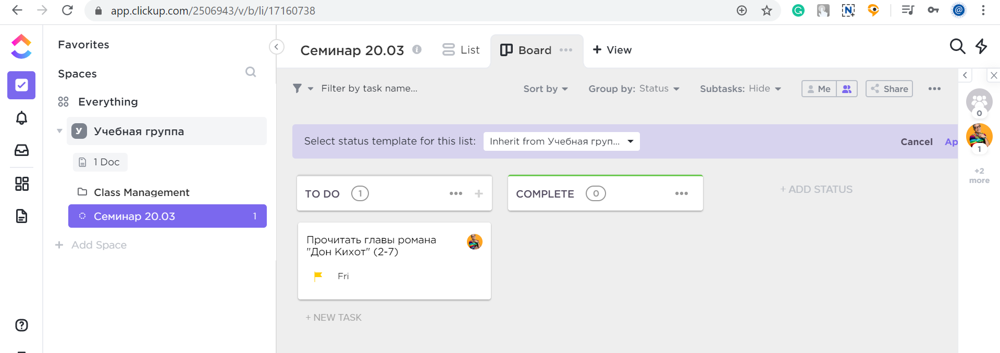 app.clickup.com/2506943/v/b/li/17160738
Favorites
Spaces
Everything
У Учебная группа
1 Doc
Class Management
Семинар 20.03 1
+ Add Space
Семинар 20.03
List
Board
+ View
Filter by task name...
Sort by
Group by: Status
Subtasks: Hide
Me
Share
Select status template for this list: Inherit from Учебная груп...
Cancel
Ap
TO DO 1
COMPLETE 0
+ ADD STATUS
Прочитать главы романа
"Дон Кихот" (2-7)
Fri
+ NEW TASK
0
1
+2
more